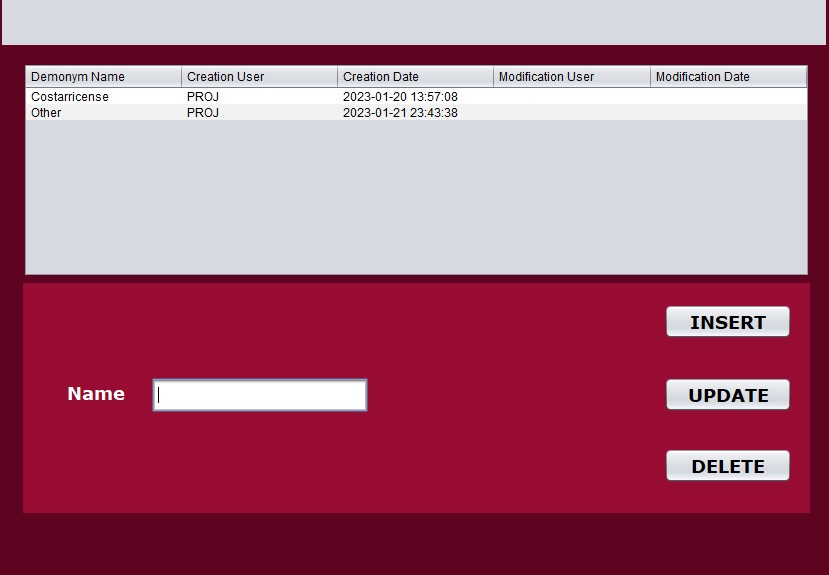 Demonym Name Creation User Creation Date Modification User Modification Date
Costarricense PROJ 2023-01-20 13:57:08
Other PROJ 2023-01-21 23:43:38
INSERT
Name
UPDATE
DELETE